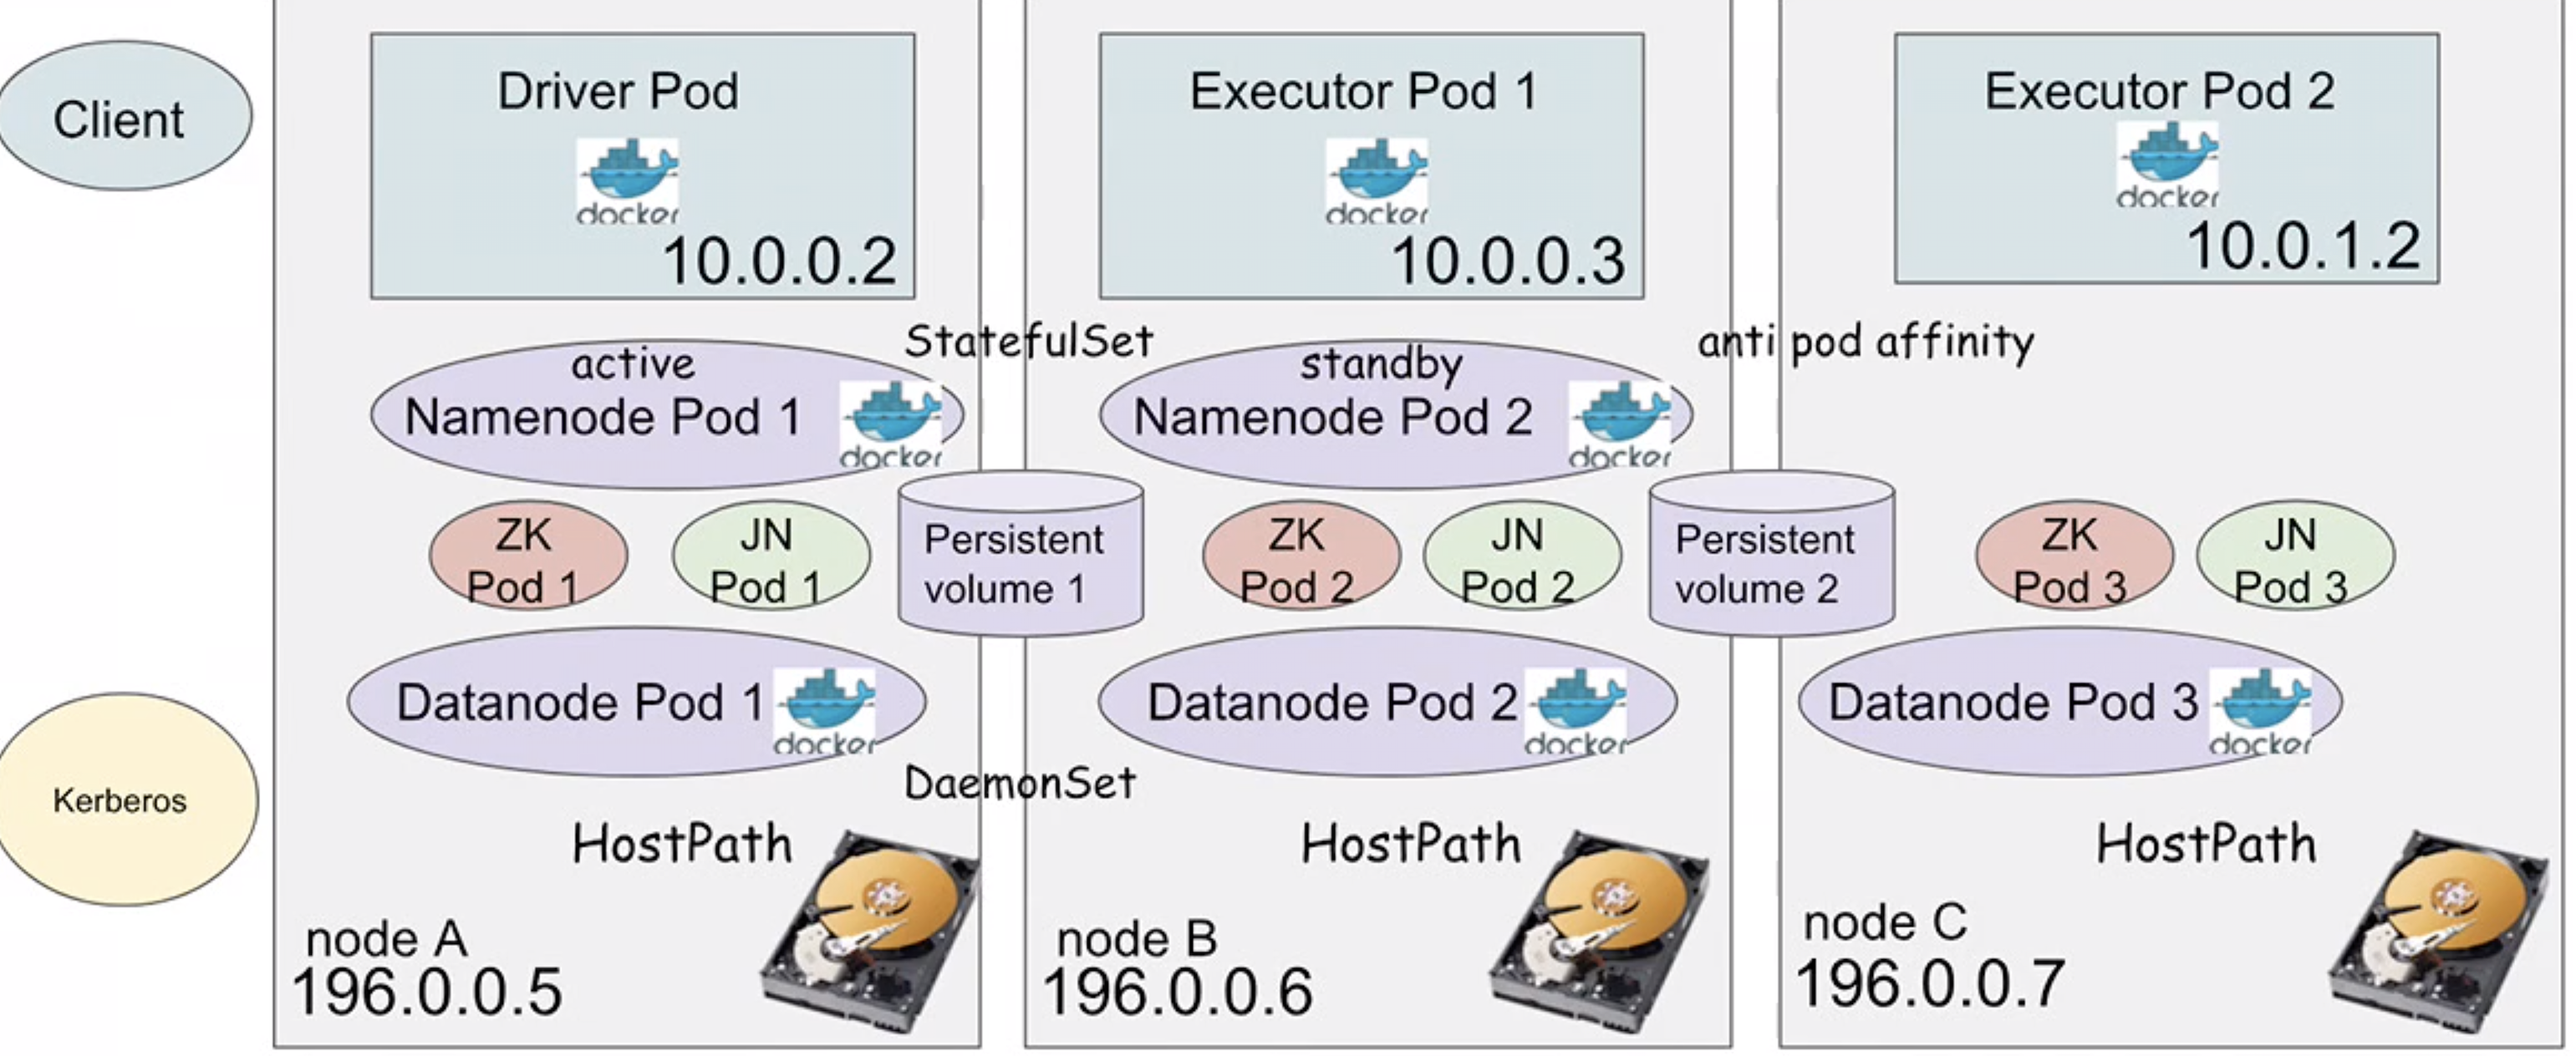 Client
Kerberos
Driver Pod
docker
10.0.0.2
Executor Pod 1
docker
10.0.0.3
Executor Pod 2
docker
10.0.1.2
StatefulSet
anti pod affinity
active
Namenode Pod 1
docker
standby
Namenode Pod 2
docker
ZK
Pod 1
JN
Pod 1
Persistent
volume 1
ZK
Pod 2
JN
Pod 2
Persistent
volume 2
ZK
Pod 3
JN
Pod 3
Datanode Pod 1
docker
Datanode Pod 2
docker
Datanode Pod 3
docker
DaemonSet
HostPath
HostPath
HostPath
node A
196.0.0.5
node B
196.0.0.6
node C
196.0.0.7